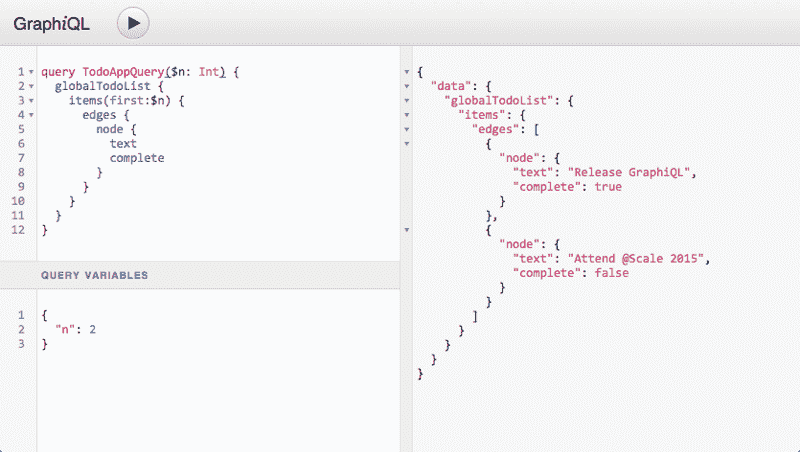 GraphiQL
1 query TodoAppQuery($n: Int) {
2 globalTodoList {
3 items(first:$n) {
4 edges {
5 node {
6 text
7 complete
8 }
9 }
10 }
11 }
12 }
QUERY VARIABLES
1 {
2 "n": 2
3 }
{
"data": {
"globalTodoList": {
"items": {
"edges": [
{
"node": {
"text": "Release GraphiQL",
"complete": true
}
},
{
"node": {
"text": "Attend @Scale 2015",
"complete": false
}
}
]
}
}
}
}